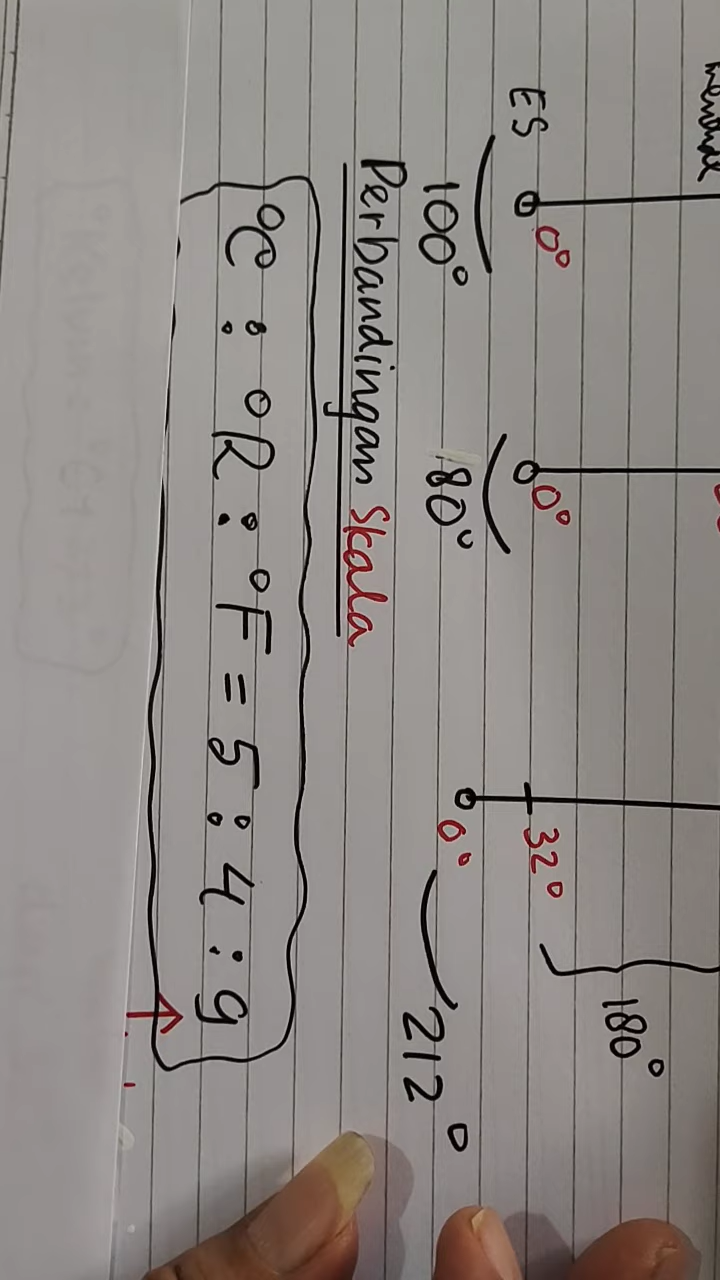 180°
ES 0° 0° 32°
0°
100° 80° 212°
Perbandingan Skala
°C : °R : °F = 5 : 4 : 9